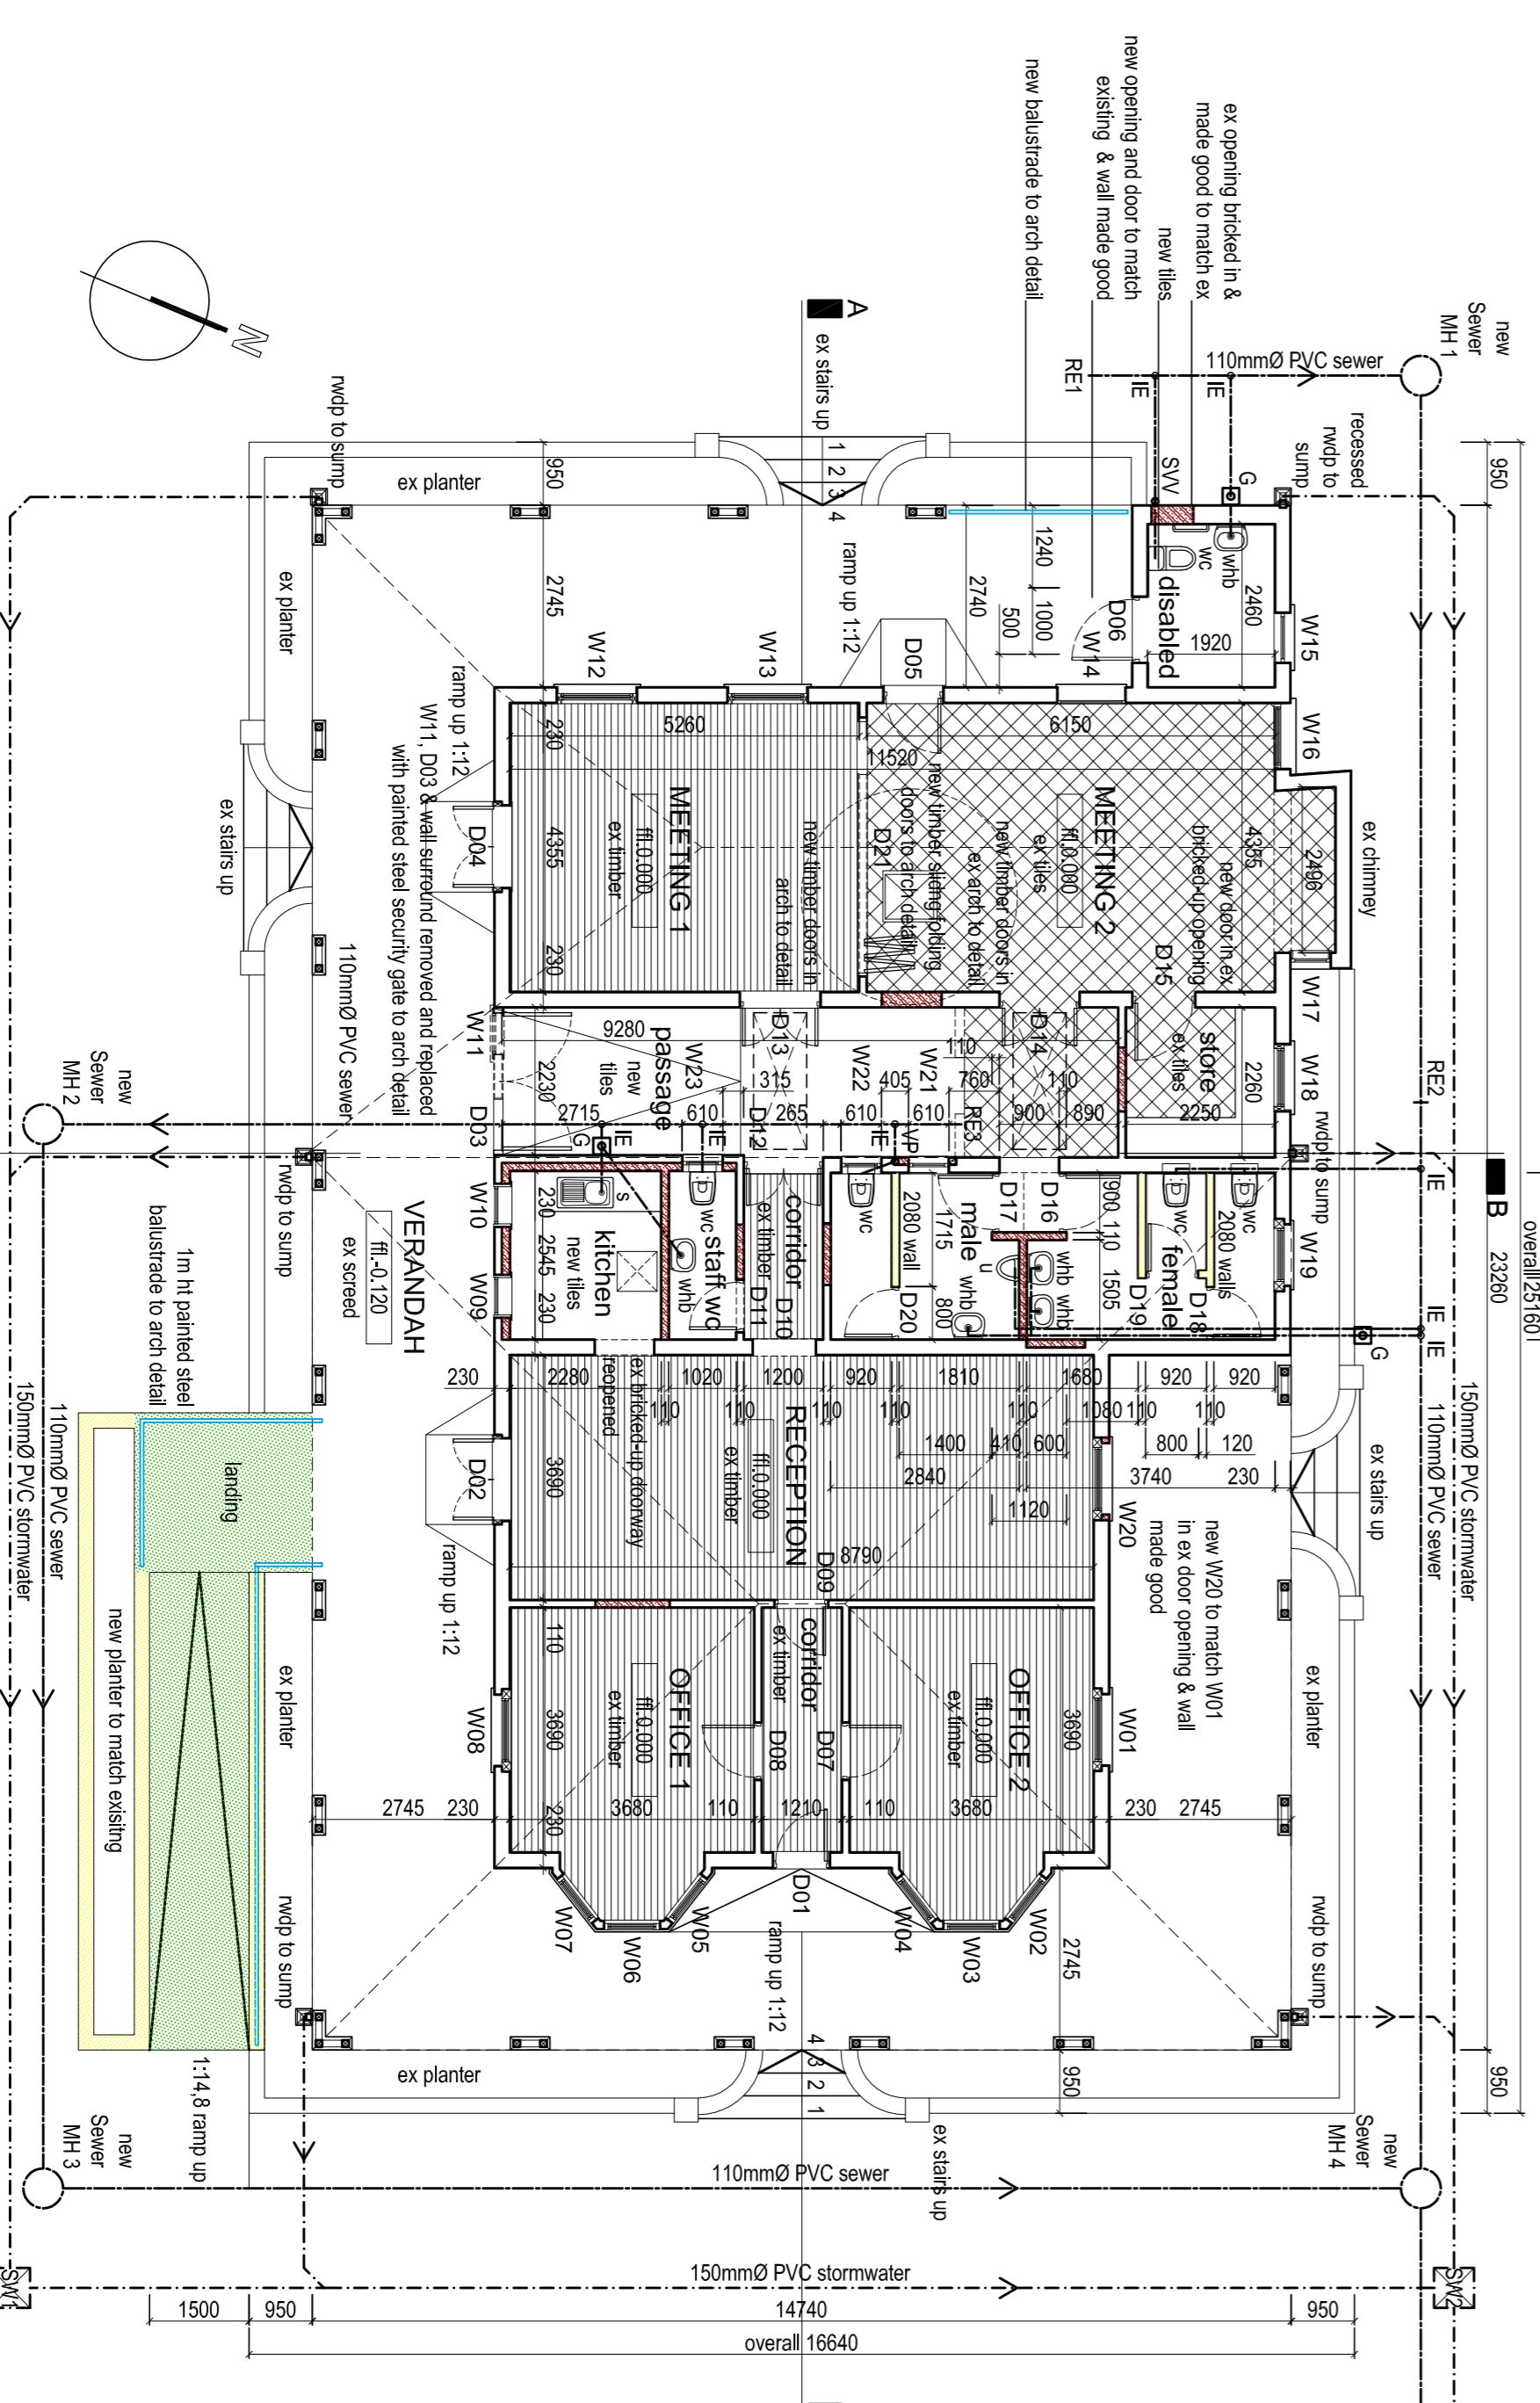 new
Sewer
MH 1
110mmØ PVC sewer
recessed
rwdp to
sump
950
overall 25160
23260
950
ex opening bricked in &
made good to match ex
new tiles
new opening and door to match
existing & wall made good
new balustrade to arch detail
RE1
IE
IE
SVV
G
A
ex stairs up
1
2
3
4
N
rwdp to sump
ex planter
950
2745
ex planter
ramp up 1:12
1240
1000
2740
500
wc
whb
disabled
2460
1920
D06
W14
W15
D05
W13
W12
W16
ex chimney
W17
W18
RE2
rwdp to sump
B
W19
5260
230
11520
6150
MEETING 1
ffl.0.000
ex timber
4355
230
new timber doors in
arch to detail
D21
new timber sliding folding
doors to arch detail
new timber doors in
ex arch to detail
MEETING 2
ffl.0.000
ex tiles
new door in ex
bricked-up opening
4355
2496
D15
D04
ramp up 1:12
W11, D03 & wall surround removed and replaced
with painted steel security gate to arch detail
ex stairs up
110mmØ PVC sewer
new
Sewer
MH 2
W11
2230
D03
9280
passage
new
tiles
W23
D13
D14
store
ex tiles
2260
2250
110
315
405
760
110
2715
610
265
610
610
900
890
D12
W22
W21
RE3
VP
IE
IE
IE
G
rwdp to sump
VERANDAH
ffl.-0.120
ex screed
W10
W09
s
kitchen
new tiles
230
2545
230
wc
staff wc
whb
corridor
ex timber
D11
D10
wc
2080 wall
1715
male
800
whb
u
D20
D17
D16
900
110
1505
whb
whb
wc
wc
2080 walls
female
D19
D18
IE
IE
IE
G
150mmØ PVC stormwater
110mmØ PVC sewer
ex stairs up
1m ht painted steel
balustrade to arch detail
110mmØ PVC sewer
150mmØ PVC stormwater
landing
new planter to match exisitng
ex planter
230
2280
1020
1200
920
1810
1680
920
920
110
110
110
110
110
1080
110
110
1400
410
600
800
120
2840
3740
230
1120
ex bricked-up doorway
reopened
RECEPTION
ffl.0.000
ex timber
3690
D02
8790
D09
W20
new W20 to match W01
in ex door opening & wall
made good
ex planter
ramp up 1:12
110
OFFICE 1
ffl.0.000
ex timber
3690
W08
corridor
ex timber
D08
D07
OFFICE 2
ffl.0.000
ex timber
3690
W01
2745
230
3680
110
1210
110
3680
230
2745
230
D01
W07
W06
W05
W04
W03
W02
ramp up 1:12
2745
rwdp to sump
rwdp to sump
4
3
2
1
950
ex planter
ex stairs up
1:14,8 ramp up
new
Sewer
MH 3
new
Sewer
MH 4
110mmØ PVC sewer
150mmØ PVC stormwater
SW1
SW2
1500
950
14740
950
overall 16640